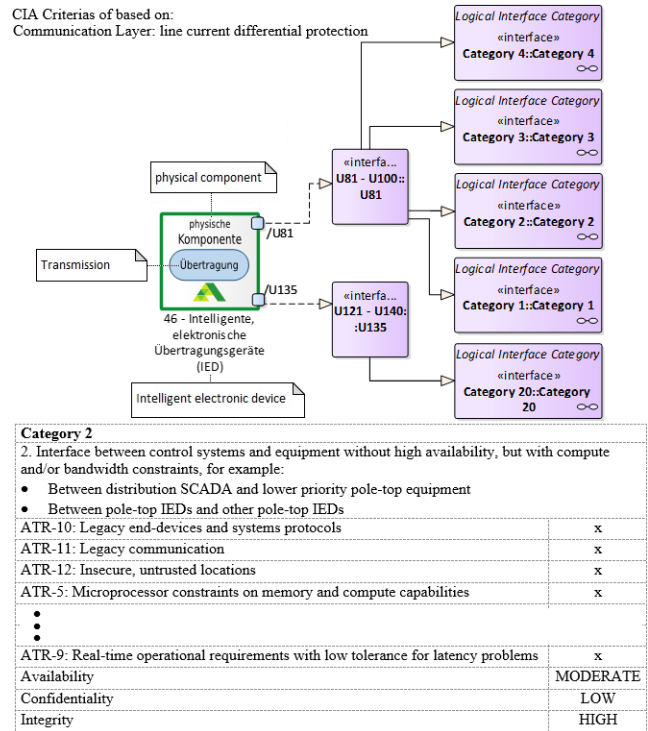 CIA Criterias of based on:
Communication Layer: line current differential protection
Logical Interface Category
«interface»
Category 4::Category 4
Logical Interface Category
«interface»
Category 3::Category 3
«interfa...
U81 - U100::
U81
physical component
Logical Interface Category
«interface»
Category 2::Category 2
physische
Komponente
/U81
Transmission
Übertragung
Logical Interface Category
«interface»
Category 1::Category 1
/U135
«interfa...
U121 - U140:
:U135
46 - Intelligente,
elektronische
Übertragungsgeräte
(IED)
Logical Interface Category
«interface»
Category 20::Category
20
Intelligent electronic device
Category 2
2. Interface between control systems and equipment without high availability, but with compute
and/or bandwidth constraints, for example:
• Between distribution SCADA and lower priority pole-top equipment
• Between pole-top IEDs and other pole-top IEDs
ATR-10: Legacy end-devices and systems protocols x
ATR-11: Legacy communication x
ATR-12: Insecure, untrusted locations x
ATR-5: Microprocessor constraints on memory and compute capabilities x
ATR-9: Real-time operational requirements with low tolerance for latency problems x
Availability MODERATE
Confidentiality LOW
Integrity HIGH